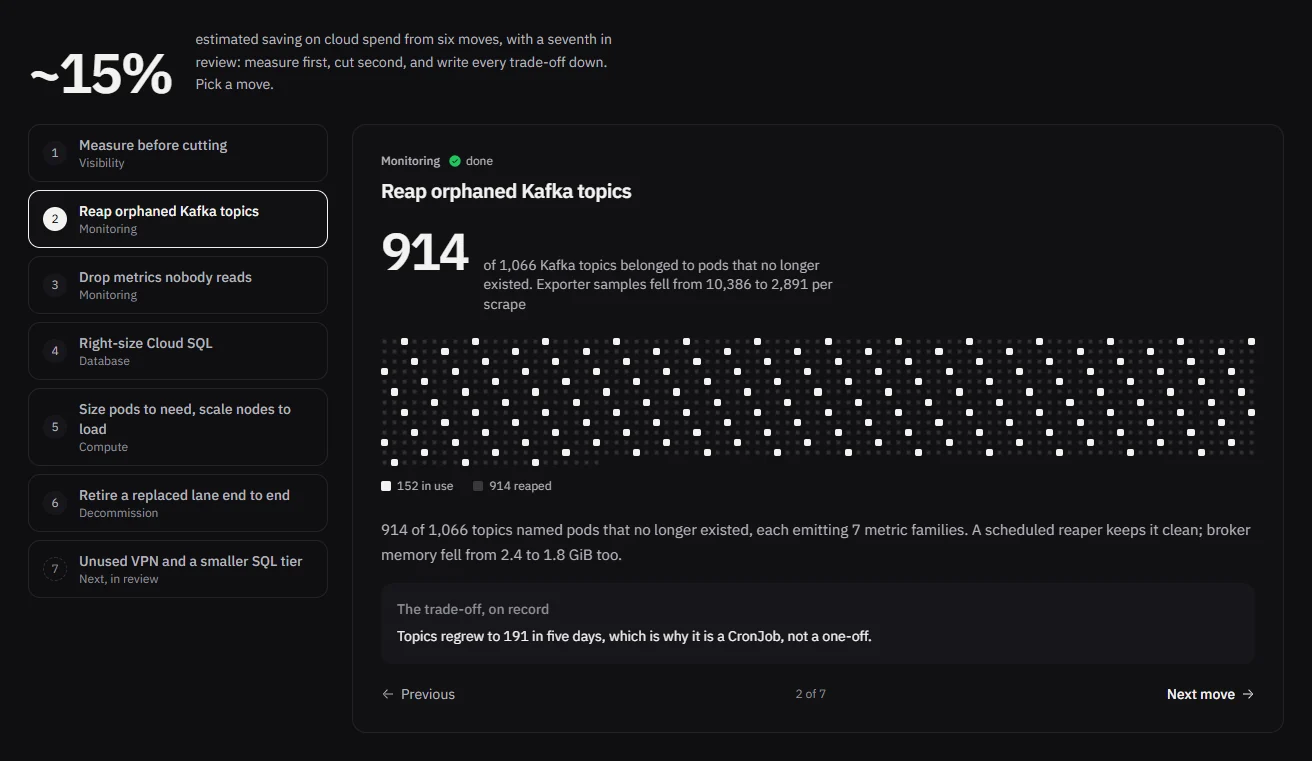 ~15%
estimated saving on cloud spend from six moves, with a seventh in
review: measure first, cut second, and write every trade-off down.
Pick a move.
1
Measure before cutting
Visibility
2
Reap orphaned Kafka topics
Monitoring
3
Drop metrics nobody reads
Monitoring
4
Right-size Cloud SQL
Database
5
Size pods to need, scale nodes to
load
Compute
6
Retire a replaced lane end to end
Decommission
7
Unused VPN and a smaller SQL tier
Next, in review
Monitoring done
Reap orphaned Kafka topics
914
of 1,066 Kafka topics belonged to pods that no longer
existed. Exporter samples fell from 10,386 to 2,891 per
scrape
152 in use 914 reaped
914 of 1,066 topics named pods that no longer existed, each emitting 7 metric families. A scheduled reaper keeps it clean; broker
memory fell from 2.4 to 1.8 GiB too.
The trade-off, on record
Topics regrew to 191 in five days, which is why it is a CronJob, not a one-off.
← Previous 2 of 7 Next move →